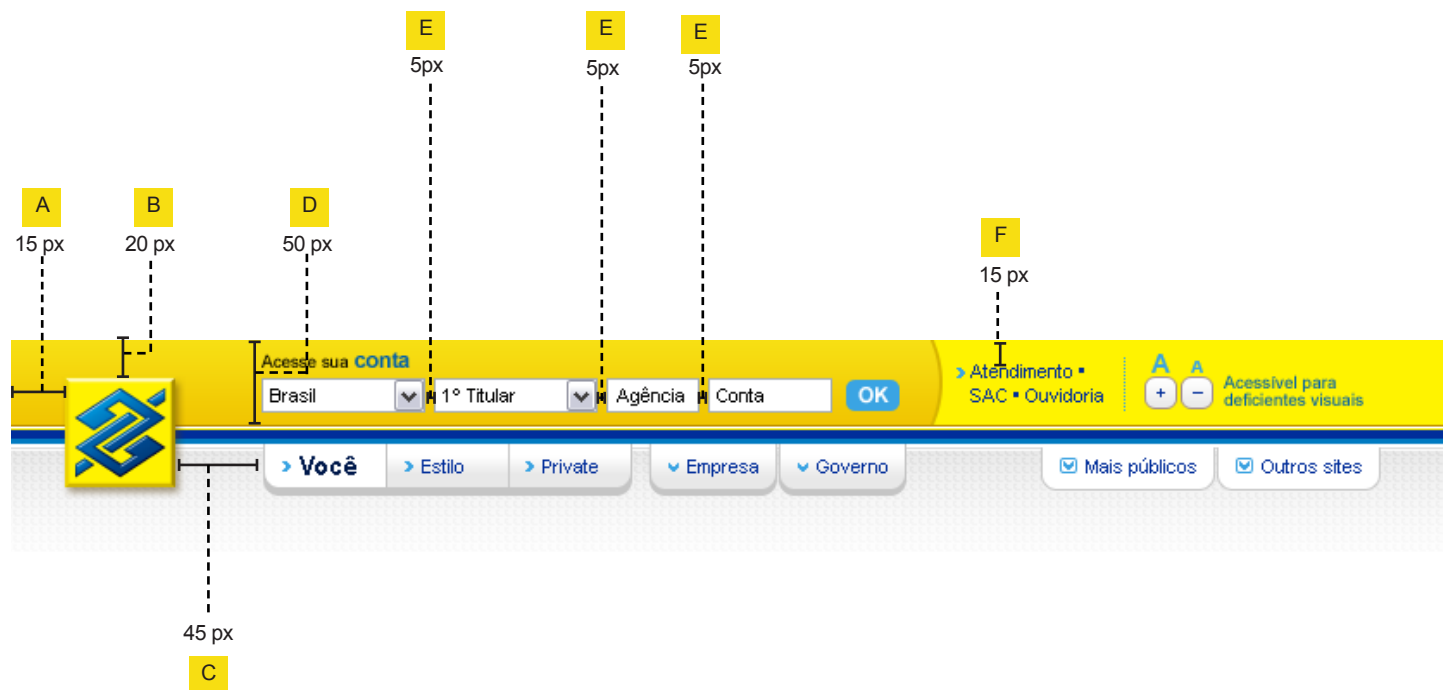 E
E
E
5px
5px
5px
A
B
D
F
15 px
20 px
50 px
15 px
Acesse sua conta
Brasil
1º Titular
Agência
Conta
OK
Atendimento ▪
SAC ▪ Ouvidoria
A A
+ −
Acessível para
deficientes visuais
Você
Estilo
Private
Empresa
Governo
Mais públicos
Outros sites
45 px
C